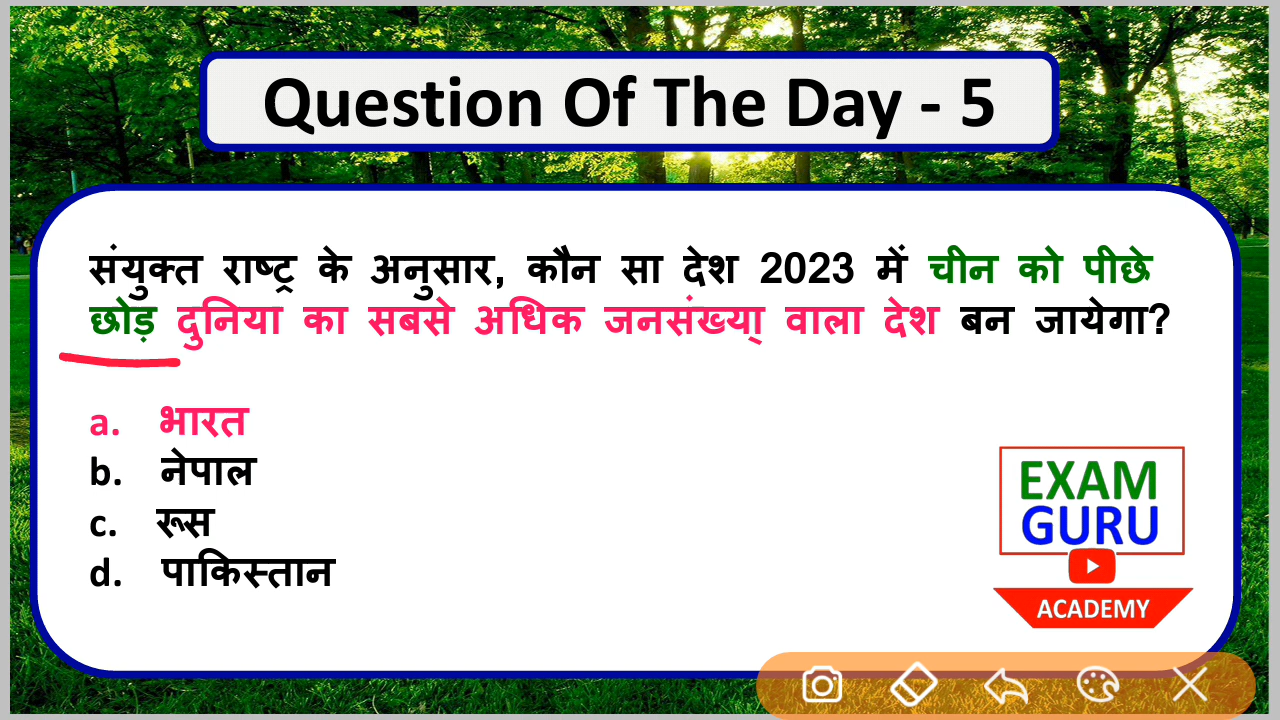 Question Of The Day - 5
संयुक्त राष्ट्र के अनुसार, कौन सा देश 2023 में चीन को पीछे
छोड़ दुनिया का सबसे अधिक जनसंख्या् वाला देश बन जायेगा?
a. भारत
b. नेपाल
c. रूस
d. पाकिस्तान
EXAM
GURU
ACADEMY